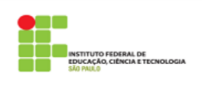 INSTITUTO FEDERAL DE
EDUCAÇÃO, CIÊNCIA E TECNOLOGIA
SÃO PAULO